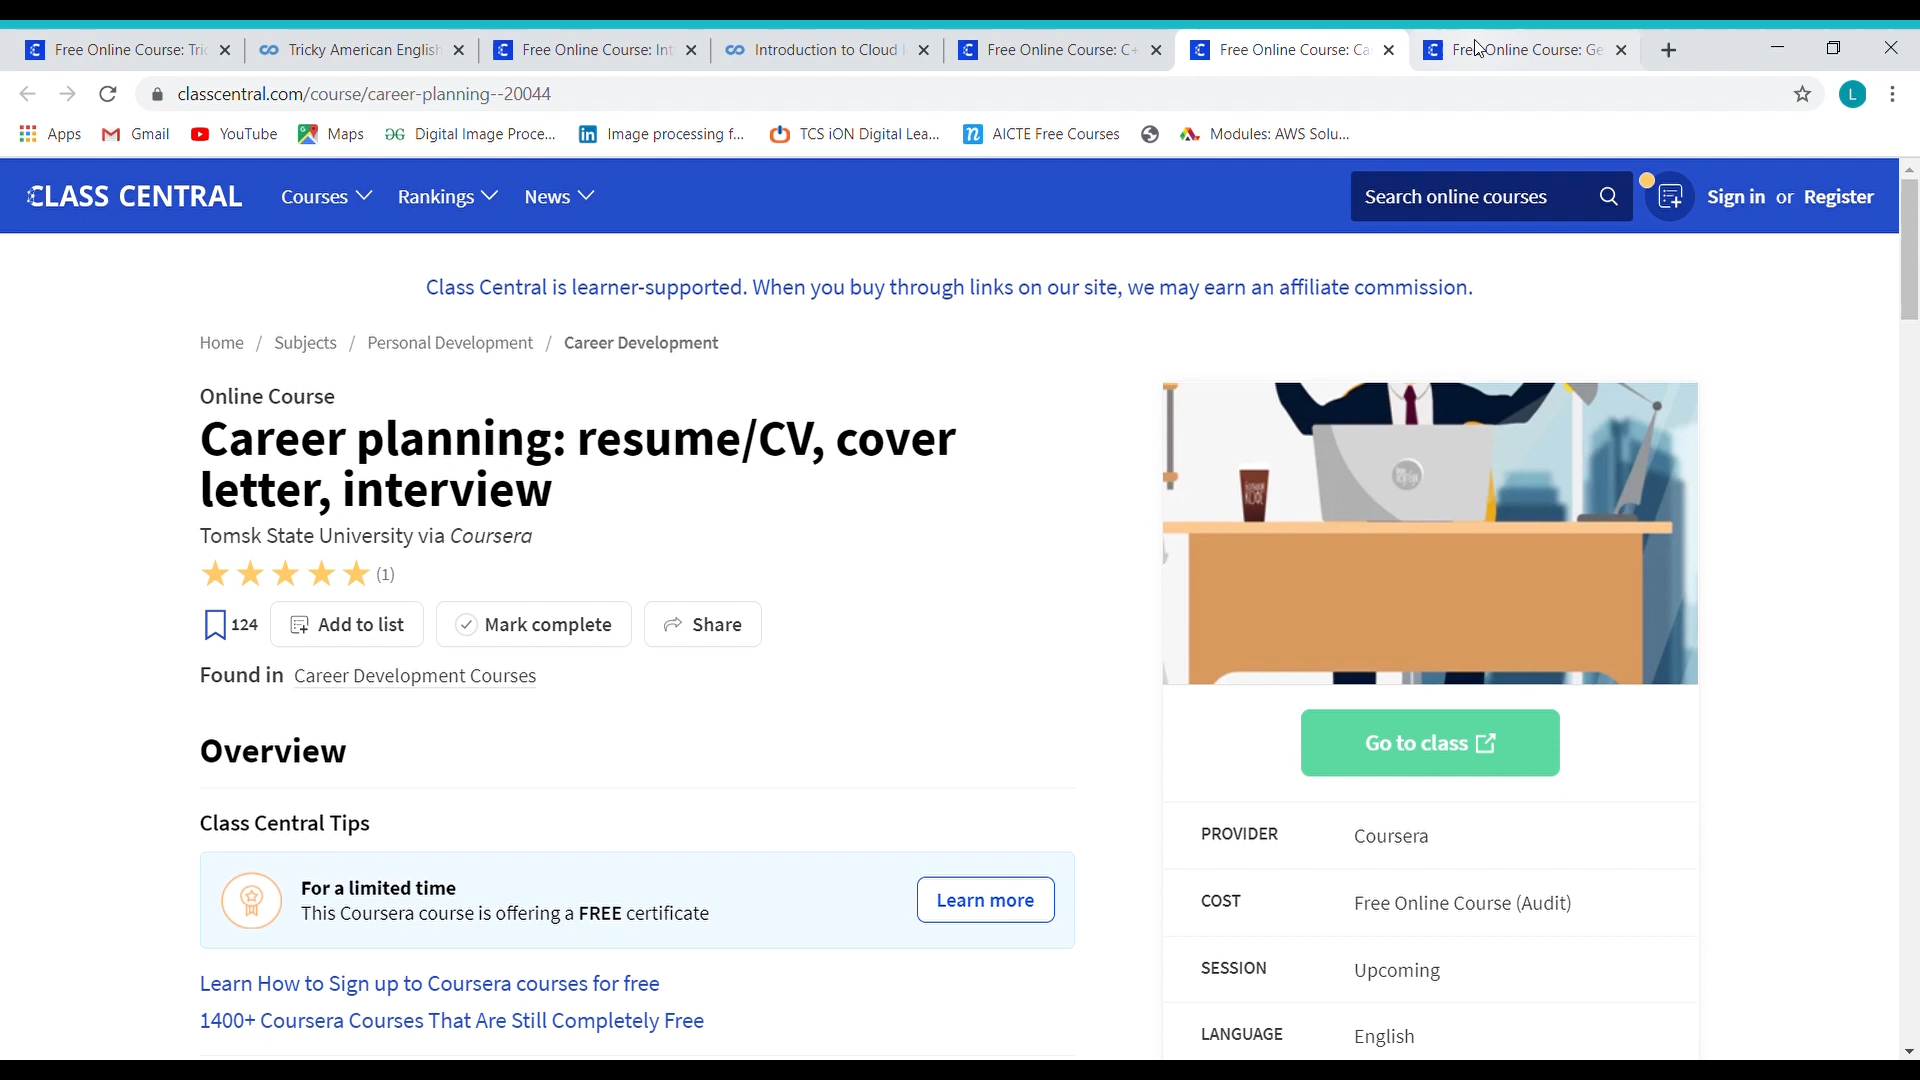 Free Online Course: Tric
Tricky American English
Free Online Course: Int
Introduction to Cloud I
Free Online Course: C+
Free Online Course: Ca
Free Online Course: Ge
classcentral.com/course/career-planning--20044
L
Apps
Gmail
YouTube
Maps
Digital Image Proce...
Image processing f...
TCS iON Digital Lea...
AICTE Free Courses
Modules: AWS Solu...
CLASS CENTRAL
Courses
Rankings
News
Search online courses
Sign in or Register
Class Central is learner-supported. When you buy through links on our site, we may earn an affiliate commission.
Home / Subjects / Personal Development / Career Development
Online Course
Career planning: resume/CV, cover
letter, interview
Tomsk State University via Coursera
(1)
124
Add to list
Mark complete
Share
Found in Career Development Courses
Overview
Class Central Tips
For a limited time
This Coursera course is offering a FREE certificate
Learn more
Learn How to Sign up to Coursera courses for free
1400+ Coursera Courses That Are Still Completely Free
Go to class
PROVIDER Coursera
COST Free Online Course (Audit)
SESSION Upcoming
LANGUAGE English